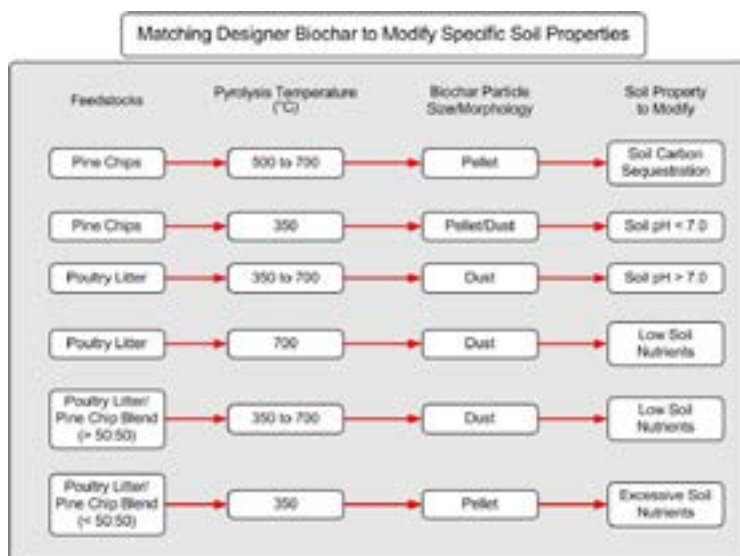 Matching Designer Biochar to Modify Specific Soil Properties
Feedstocks
Pyrolysis Temperature
(°C)
Biochar Particle
Size/Morphology
Soil Property
to Modify
Pine Chips
500 to 700
Pellet
Soil Carbon
Sequestration
Pine Chips
350
Pellet/Dust
Soil pH < 7.0
Poultry Litter
350 to 700
Dust
Soil pH > 7.0
Poultry Litter
700
Dust
Low Soil
Nutrients
Poultry Litter/
Pine Chip Blend
(> 50:50)
350 to 700
Dust
Low Soil
Nutrients
Poultry Litter/
Pine Chip Blend
(< 50:50)
350
Pellet
Excessive Soil
Nutrients